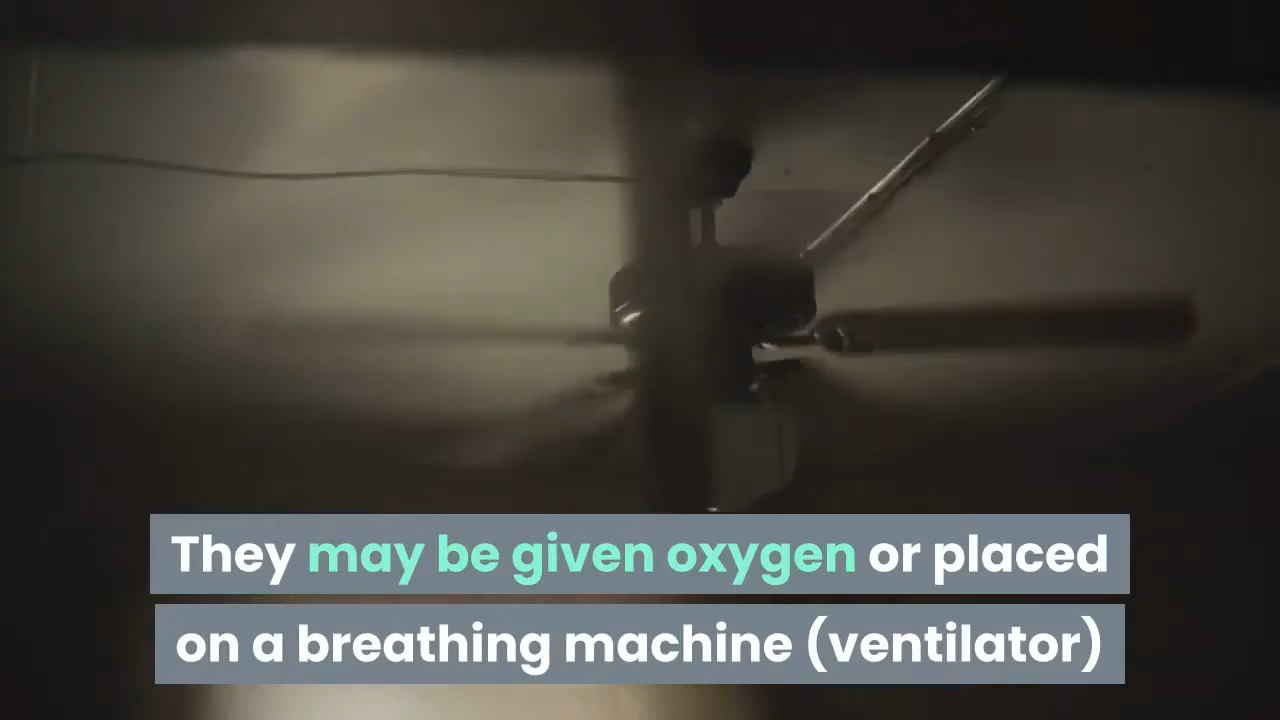 They may be given oxygen or placed
on a breathing machine (ventilator)